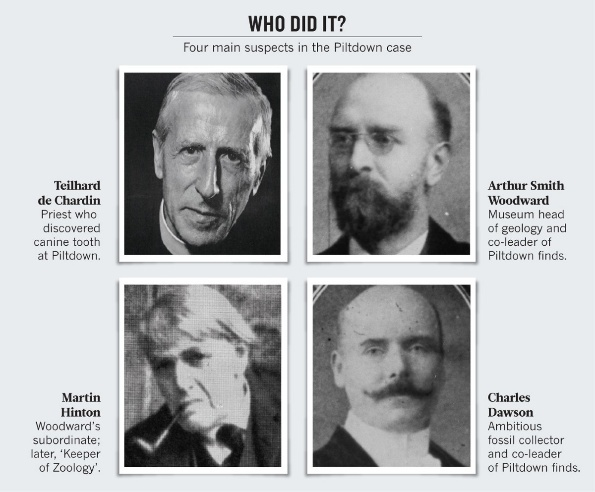 WHO DID IT?
Four main suspects in the Piltdown case
Teilhard
de Chardin
Priest who
discovered
canine tooth
at Piltdown.
Arthur Smith
Woodward
Museum head
of geology and
co-leader of
Piltdown finds.
Martin
Hinton
Woodward's
subordinate;
later, ‘Keeper
of Zoology’.
Charles
Dawson
Ambitious
fossil collector
and co-leader
of Piltdown finds.